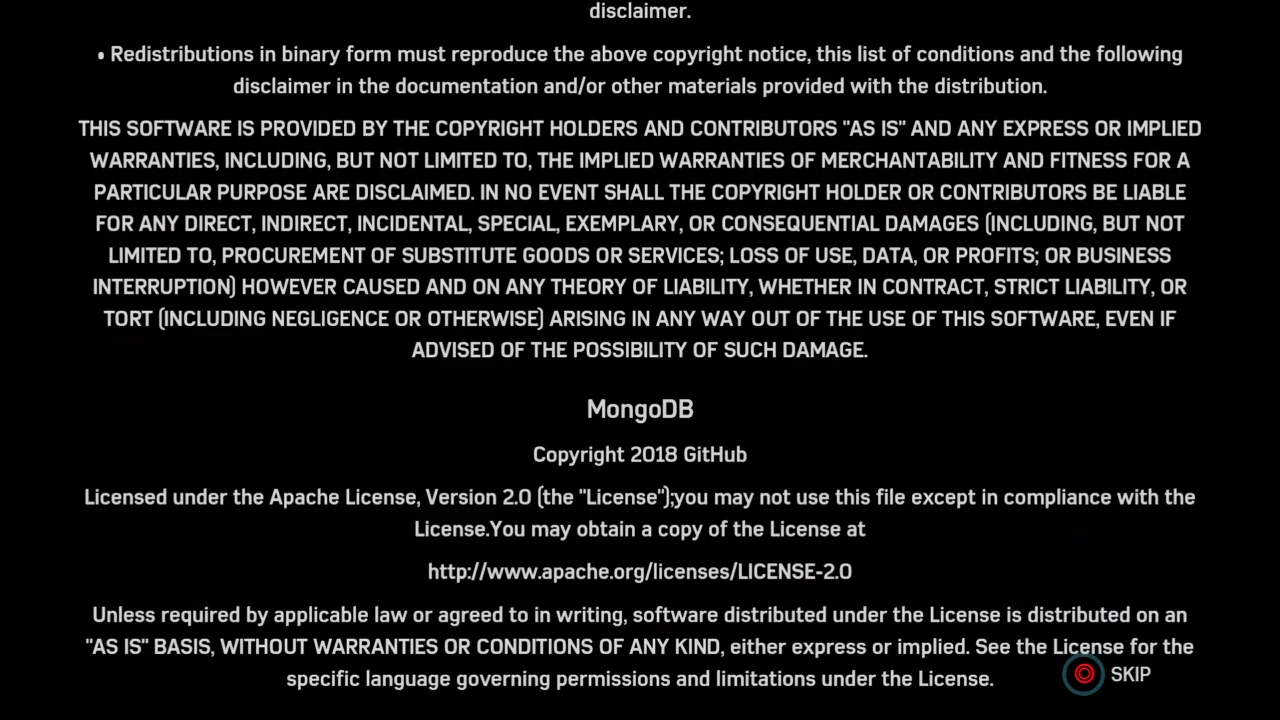 disclaimer.
• Redistributions in binary form must reproduce the above copyright notice, this list of conditions and the following
disclaimer in the documentation and/or other materials provided with the distribution.
THIS SOFTWARE IS PROVIDED BY THE COPYRIGHT HOLDERS AND CONTRIBUTORS "AS IS" AND ANY EXPRESS OR IMPLIED
WARRANTIES, INCLUDING, BUT NOT LIMITED TO, THE IMPLIED WARRANTIES OF MERCHANTABILITY AND FITNESS FOR A
PARTICULAR PURPOSE ARE DISCLAIMED. IN NO EVENT SHALL THE COPYRIGHT HOLDER OR CONTRIBUTORS BE LIABLE
FOR ANY DIRECT, INDIRECT, INCIDENTAL, SPECIAL, EXEMPLARY, OR CONSEQUENTIAL DAMAGES (INCLUDING, BUT NOT
LIMITED TO, PROCUREMENT OF SUBSTITUTE GOODS OR SERVICES; LOSS OF USE, DATA, OR PROFITS; OR BUSINESS
INTERRUPTION) HOWEVER CAUSED AND ON ANY THEORY OF LIABILITY, WHETHER IN CONTRACT, STRICT LIABILITY, OR
TORT (INCLUDING NEGLIGENCE OR OTHERWISE) ARISING IN ANY WAY OUT OF THE USE OF THIS SOFTWARE, EVEN IF
ADVISED OF THE POSSIBILITY OF SUCH DAMAGE.
MongoDB
Copyright 2018 GitHub
Licensed under the Apache License, Version 2.0 (the "License");you may not use this file except in compliance with the
License.You may obtain a copy of the License at
http://www.apache.org/licenses/LICENSE-2.0
Unless required by applicable law or agreed to in writing, software distributed under the License is distributed on an
"AS IS" BASIS, WITHOUT WARRANTIES OR CONDITIONS OF ANY KIND, either express or implied. See the License for the
specific language governing permissions and limitations under the License.
SKIP